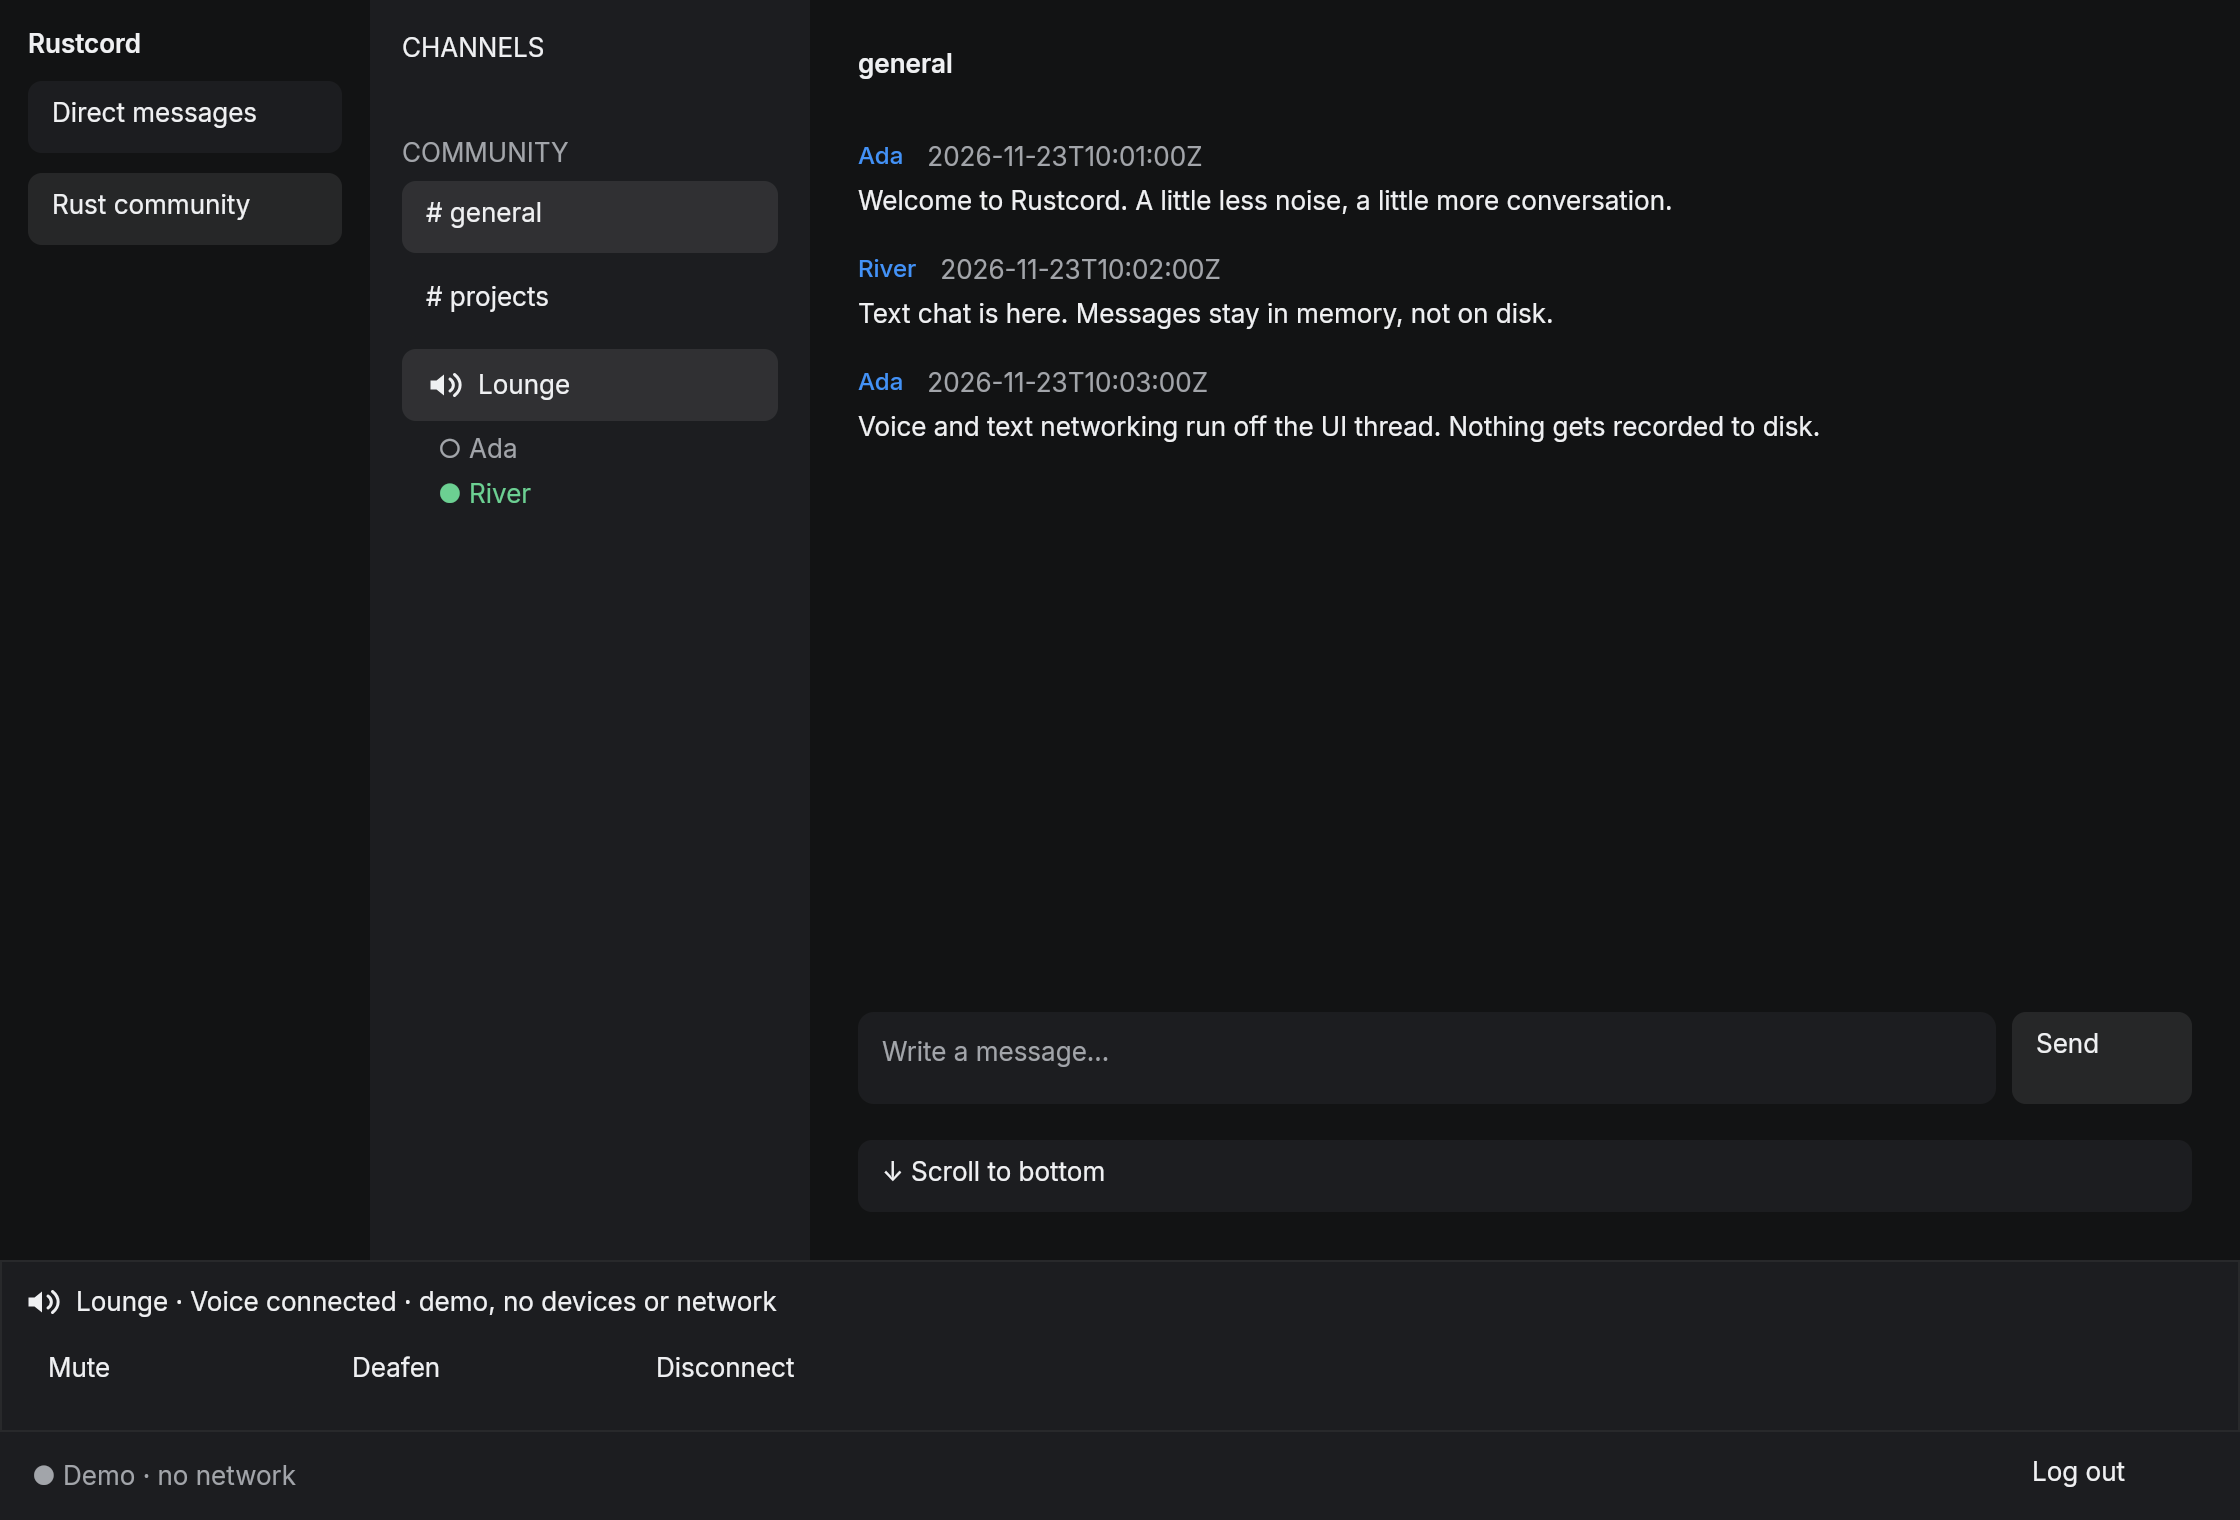 Rustcord
Direct messages
Rust community
CHANNELS
COMMUNITY
# general
# projects
Lounge
Ada
River
general
Ada 2026-11-23T10:01:00Z
Welcome to Rustcord. A little less noise, a little more conversation.
River 2026-11-23T10:02:00Z
Text chat is here. Messages stay in memory, not on disk.
Ada 2026-11-23T10:03:00Z
Voice and text networking run off the UI thread. Nothing gets recorded to disk.
Write a message...
Send
↓ Scroll to bottom
Lounge · Voice connected · demo, no devices or network
Mute Deafen Disconnect
Demo · no network
Log out